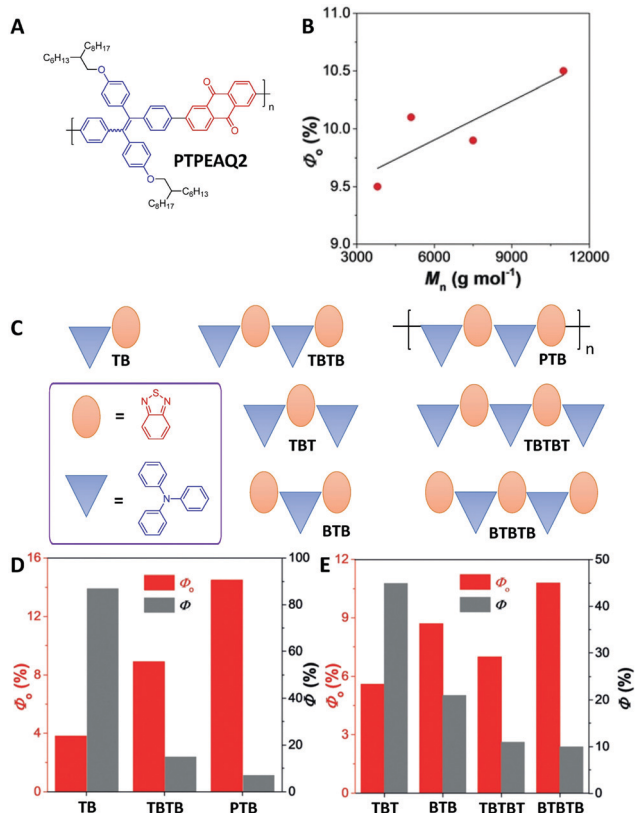 A
C8H17
C6H13
O
O
O
n
PTPEAQ2
O
C6H13
C8H17
B
11.0
10.5
10.0
9.5
9.0
Φo (%)
3000 6000 9000 12000
Mn (g mol-1)
C
TB
TBTB
n
PTB
= N S N
= N
TBT
TBTBT
BTB
BTBTB
D
16
12
8
4
0
Φo (%)
Φo
Φ
100
80
60
40
20
0
Φ (%)
TB TBTB PTB
E
12
9
6
3
0
Φo (%)
Φo
Φ
50
40
30
20
10
0
Φ (%)
TBT BTB TBTBT BTBTB